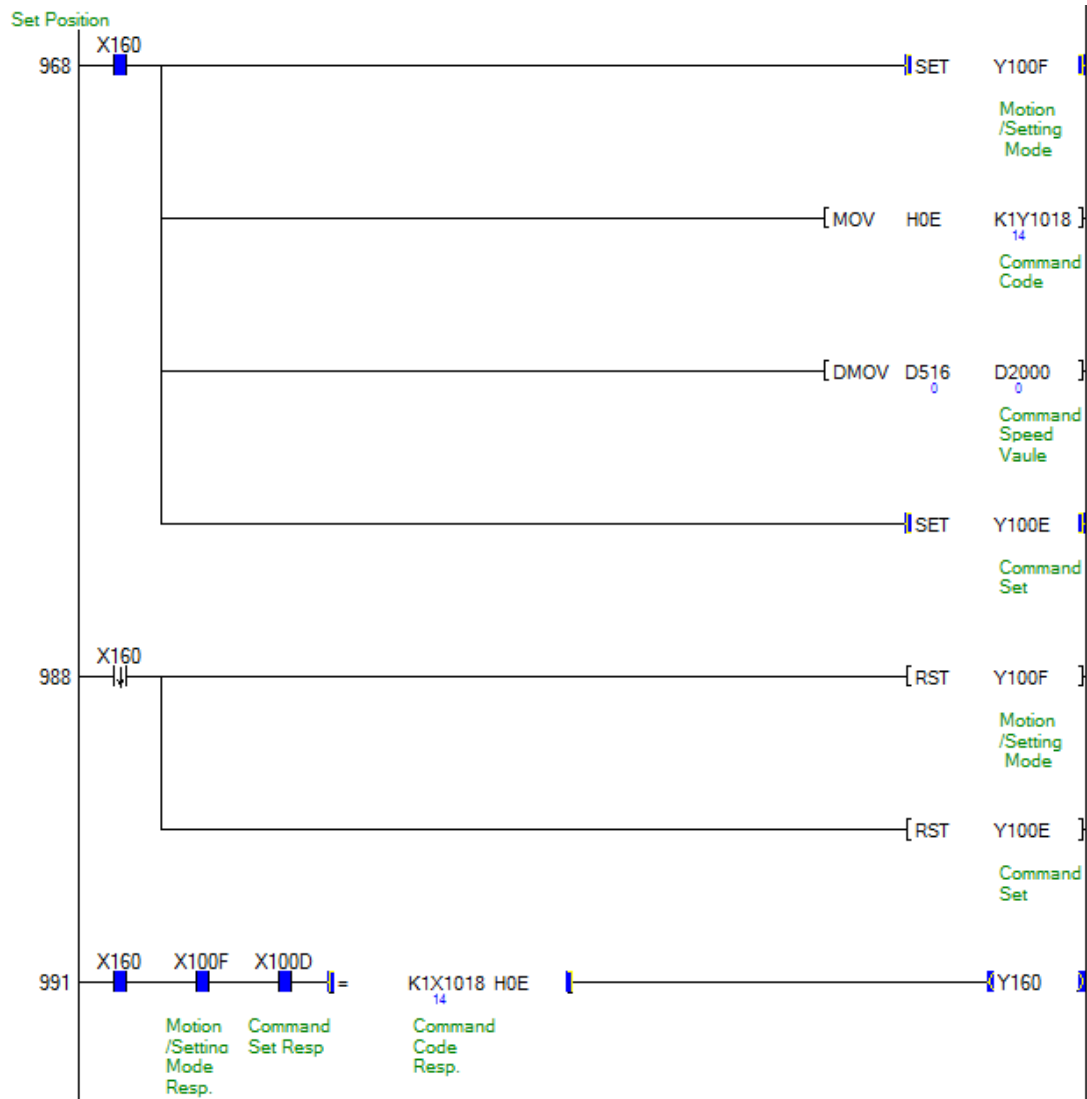 Set Position
X160
968
SET Y100F
Motion
/Setting
Mode
MOV H0E K1Y1018
14
Command
Code
DMOV D516 D2000
0 0
Command
Speed
Vaule
SET Y100E
Command
Set
X160
988
RST Y100F
Motion
/Setting
Mode
RST Y100E
Command
Set
X160 X100F X100D
991 = K1X1018 H0E Y160
14
Motion Command Command
/Setting Set Resp Code
Mode Resp.
Resp.